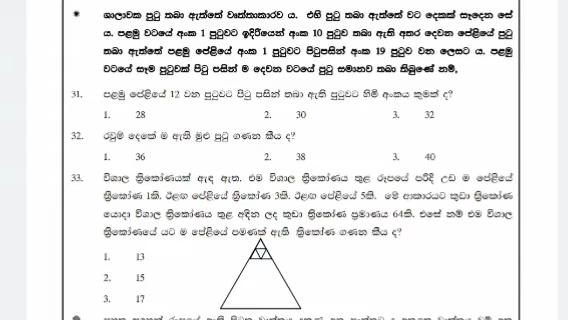 * ශාලාවක පුටු තබා ඇත්තේ වෘත්තාකාරව ය. එහි පුටු තබා ඇත්තේ වට දෙකක් සෑදෙන සේ
ය. පළමු වටයේ අංක 1 පුටුවට ඉදිරියෙන් අංක 10 පුටුව තබා ඇති අතර දෙවන පේළියේ පුටු
තබා ඇත්තේ පළමු පේළියේ අංක 1 පුටුවට පිටුපසින් අංක 19 පුටුව වන ලෙසට ය. පළමු
වටයේ සෑම පුටුවක් පිටු පසින් ම දෙවන වටයේ පුටු සමානව තබා තිබුණේ නම්,
31. පළමු පේළියේ 12 වන පුටුවට පිටු පසින් තබා ඇති පුටුවට හිමි අංකය කුමක් ද?
1. 28 2. 30 3. 32
32. රවුම් දෙකේ ම ඇති මුළු පුටු ගණන කීය ද?
1. 36 2. 38 3. 40
33. විශාල ත්‍රිකෝණයක් ඇඳ ඇත. එම විශාල ත්‍රිකෝණය තුළ රූපයේ පරිදි උඩ ම පේළියේ
ත්‍රිකෝණ 1කි. ඊළඟ පේළියේ ත්‍රිකෝණ 3කි. ඊළඟ පේළියේ 5කි. මේ ආකාරයට කුඩා ත්‍රිකෝණ
යොදා විශාල ත්‍රිකෝණය තුළ අඳින ලද කුඩා ත්‍රිකෝණ ප්‍රමාණය 64කි. එසේ නම් එම විශාල
ත්‍රිකෝණයේ යට ම පේළියේ පමණක් ඇති ත්‍රිකෝණ ගණන කීය ද?
1. 13
2. 15
3. 17